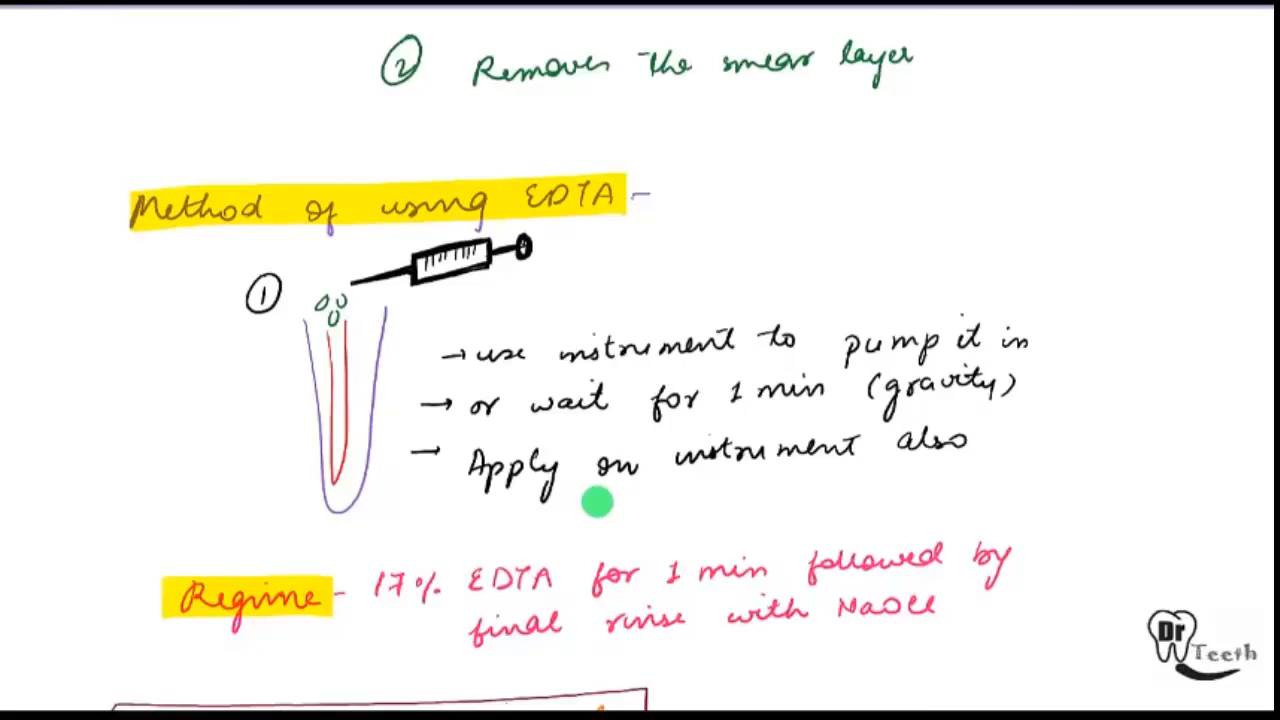 ② Removes the smear layer
Method of using EDTA -
①
→ use instrument to pump it in
→ or wait for 1 min (gravity)
→ Apply on instrument also
Regime - 17% EDTA for 1 min followed by
final rinse with NaOCl
Dr
Teeth